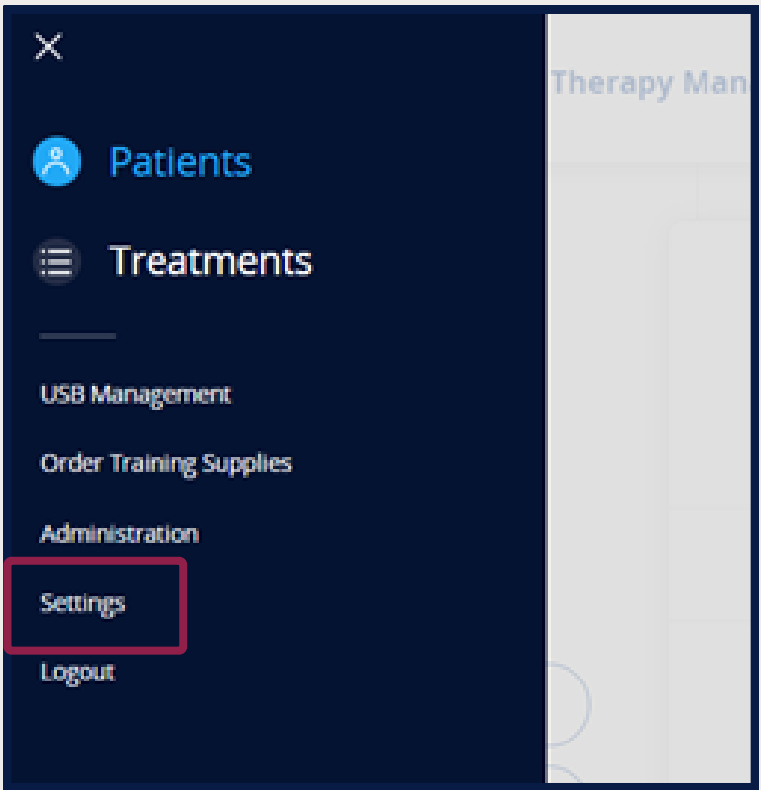 Therapy Man
Patients
Treatments
USB Management
Order Training Supplies
Administration
Settings
Logout